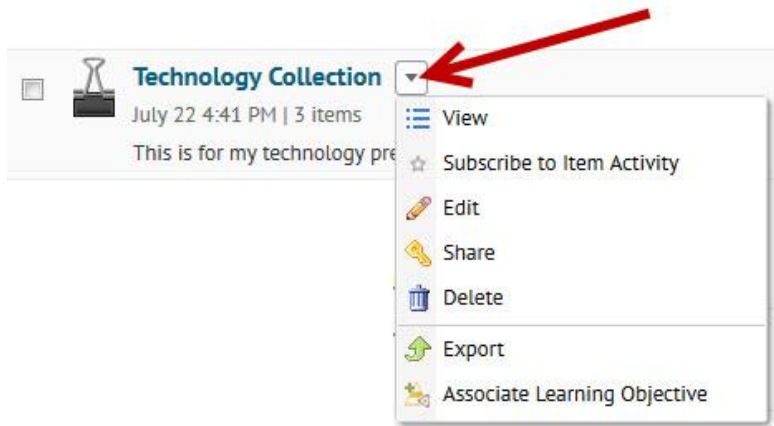 Technology Collection
July 22 4:41 PM | 3 items
This is for my technology pre
View
Subscribe to Item Activity
Edit
Share
Delete
Export
Associate Learning Objective